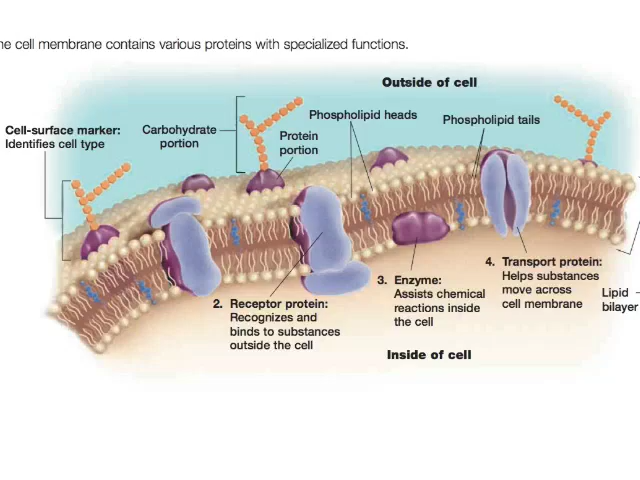 ne cell membrane contains various proteins with specialized functions.
Outside of cell
Cell-surface marker:
Identifies cell type
Carbohydrate
portion
Protein
portion
Phospholipid heads
Phospholipid tails
2. Receptor protein:
Recognizes and
binds to substances
outside the cell
3. Enzyme:
Assists chemical
reactions inside
the cell
4. Transport protein:
Helps substances
move across
cell membrane
Lipid
bilayer
Inside of cell